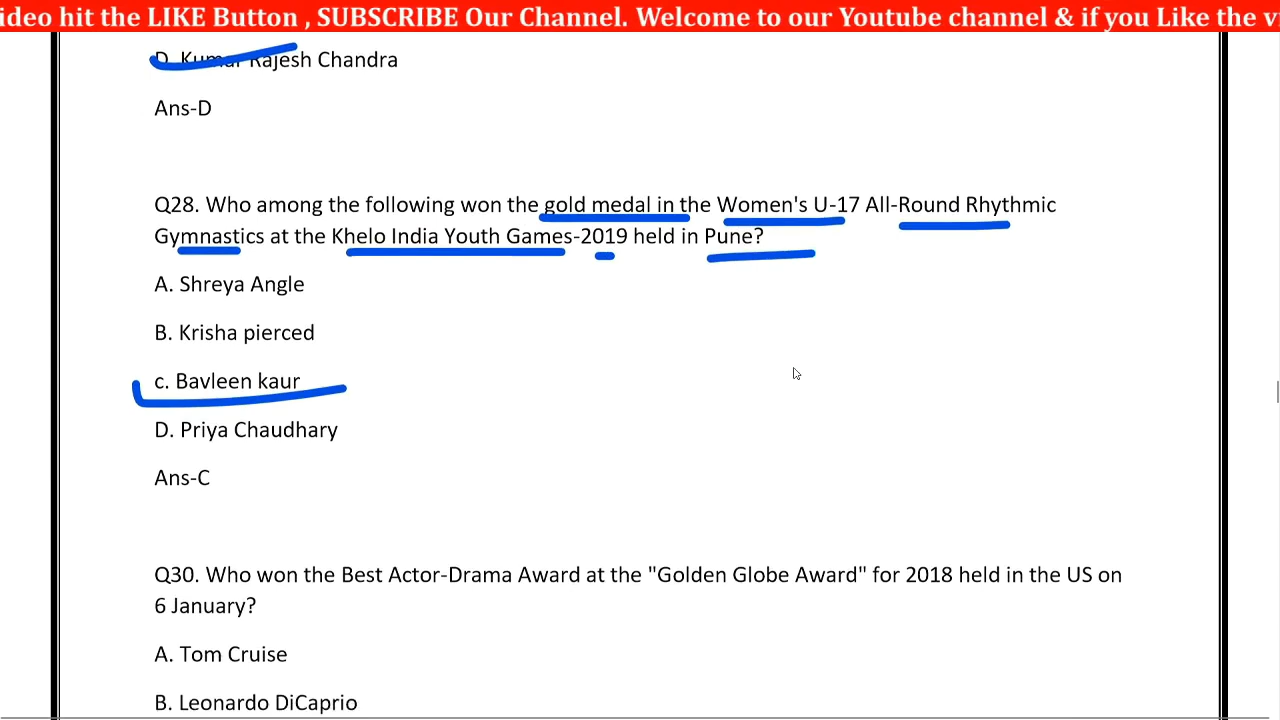 ideo hit the LIKE Button , SUBSCRIBE Our Channel. Welcome to our Youtube channel & if you Like the vi
D. Kumar Rajesh Chandra
Ans-D
Q28. Who among the following won the gold medal in the Women's U-17 All-Round Rhythmic
Gymnastics at the Khelo India Youth Games-2019 held in Pune?
A. Shreya Angle
B. Krisha pierced
c. Bavleen kaur
D. Priya Chaudhary
Ans-C
Q30. Who won the Best Actor-Drama Award at the "Golden Globe Award" for 2018 held in the US on
6 January?
A. Tom Cruise
B. Leonardo DiCaprio